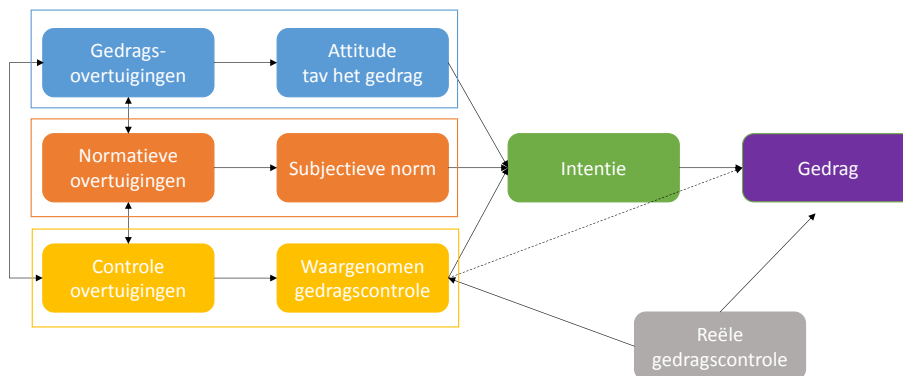 Gedrags-
overtuigingen
Attitude
tav het gedrag
Normatieve
overtuigingen
Subjectieve norm
Intentie
Gedrag
Controle
overtuigingen
Waargenomen
gedragscontrole
Reële
gedragscontrole